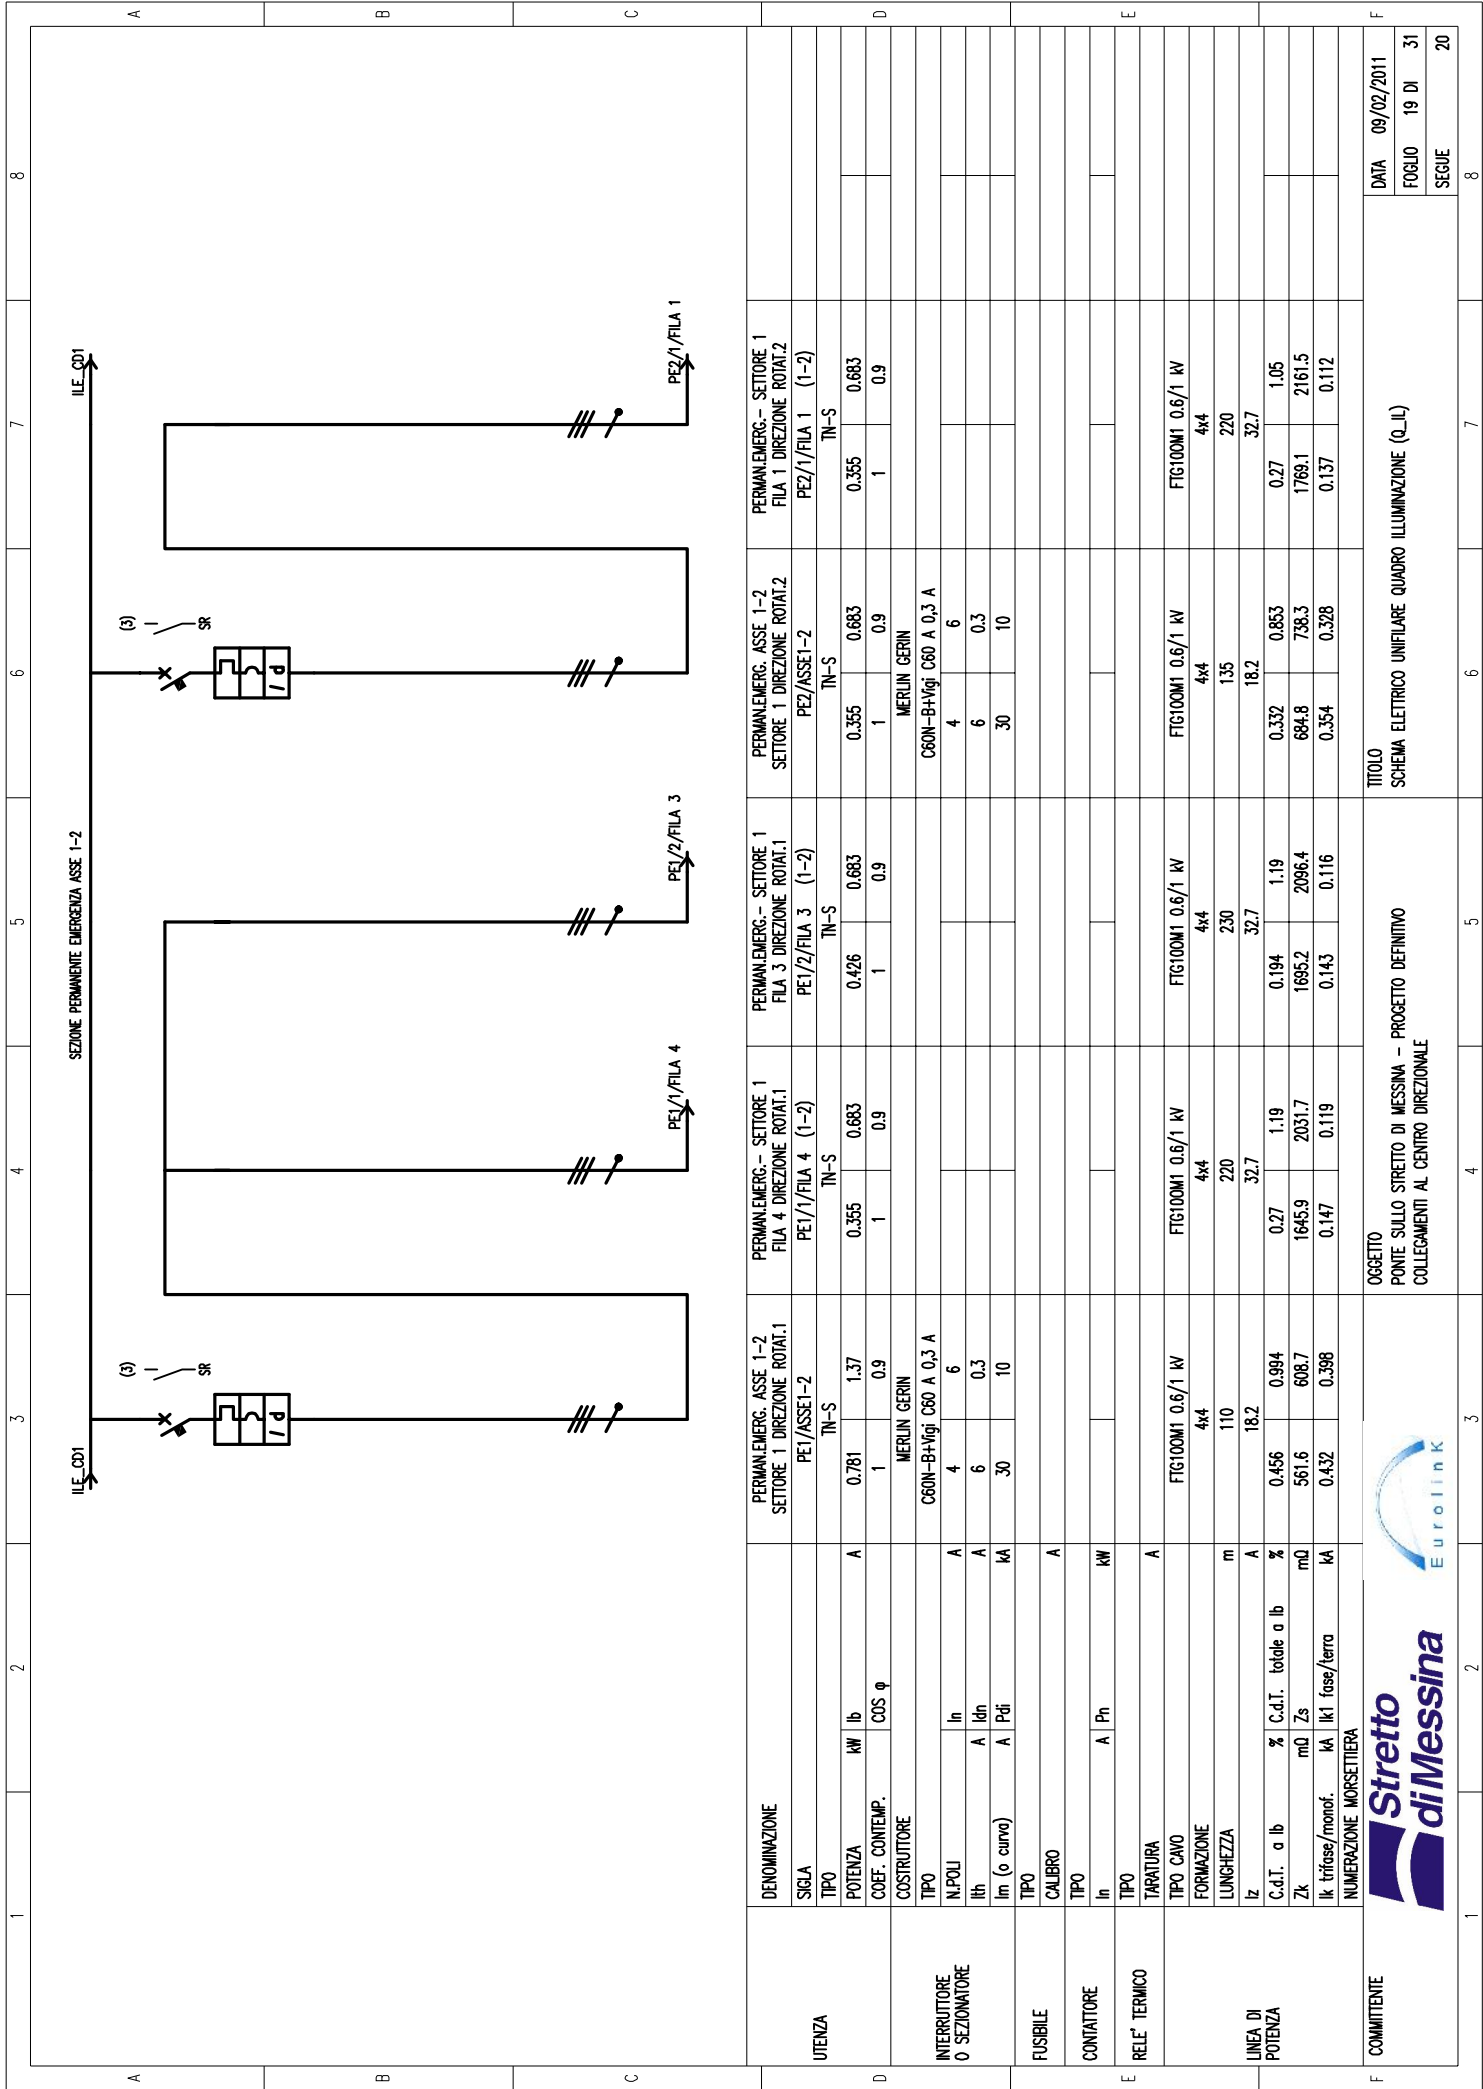 1 2 3 4 5 6 7 8
A
B
C
D
E
F
ILE_CD1
SEZIONE PERMANENTE EMERGENZA ASSE 1-2
ILE_CD1
(3)
SR
(3)
SR
PE1/1/FILA 4
PE1/2/FILA 3
PE2/1/FILA 1
UTENZA
DENOMINAZIONE
PERMAN.EMERG. ASSE 1-2
SETTORE 1 DIREZIONE ROTAT.1
PERMAN.EMERG.- SETTORE 1
FILA 4 DIREZIONE ROTAT.1
PERMAN.EMERG.- SETTORE 1
FILA 3 DIREZIONE ROTAT.1
PERMAN.EMERG. ASSE 1-2
SETTORE 1 DIREZIONE ROTAT.2
PERMAN.EMERG.- SETTORE 1
FILA 1 DIREZIONE ROTAT.2
SIGLA PE1/ASSE1-2 PE1/1/FILA 4 (1-2) PE1/2/FILA 3 (1-2) PE2/ASSE1-2 PE2/1/FILA 1 (1-2)
TIPO TN-S TN-S TN-S TN-S TN-S
POTENZA kW Ib A 0.781 1.37 0.355 0.683 0.426 0.683 0.355 0.683 0.355 0.683
COEF. CONTEMP. COS φ 1 0.9 1 0.9 1 0.9 1 0.9 1 0.9
INTERRUTTORE
O SEZIONATORE
COSTRUTTORE MERLIN GERIN MERLIN GERIN
TIPO C60N-B+Vigi C60 A 0,3 A C60N-B+Vigi C60 A 0,3 A
N.POLI In A 4 6 4 6
Ith A Idn A 6 0.3 6 0.3
Im (o curva) A Pdi kA 30 10 30 10
FUSIBILE
TIPO
CALIBRO A
CONTATTORE
TIPO
In A Pn kW
RELE' TERMICO
TIPO
TARATURA A
LINEA DI
POTENZA
TIPO CAVO FTG10OM1 0.6/1 kV FTG10OM1 0.6/1 kV FTG10OM1 0.6/1 kV FTG10OM1 0.6/1 kV FTG10OM1 0.6/1 kV
FORMAZIONE 4x4 4x4 4x4 4x4 4x4
LUNGHEZZA m 110 220 230 135 220
Iz A 18.2 32.7 32.7 18.2 32.7
C.d.T. a Ib % C.d.T. totale a Ib % 0.456 0.994 0.27 1.19 0.194 1.19 0.332 0.853 0.27 1.05
Zk mΩ Zs mΩ 561.6 608.7 1645.9 2031.7 1695.2 2096.4 684.8 738.3 1769.1 2161.5
Ik trifase/monof. kA Ik1 fase/terra kA 0.432 0.398 0.147 0.119 0.143 0.116 0.354 0.328 0.137 0.112
NUMERAZIONE MORSETTIERA
COMMITTENTE
Stretto
di Messina
Eurolink
OGGETTO
PONTE SULLO STRETTO DI MESSINA - PROGETTO DEFINITIVO
COLLEGAMENTI AL CENTRO DIREZIONALE
TITOLO
SCHEMA ELETTRICO UNIFILARE QUADRO ILLUMINAZIONE (Q_IL)
DATA 09/02/2011
FOGLIO 19 DI 31
SEGUE 20
1 2 3 4 5 6 7 8
A
B
C
D
E
F